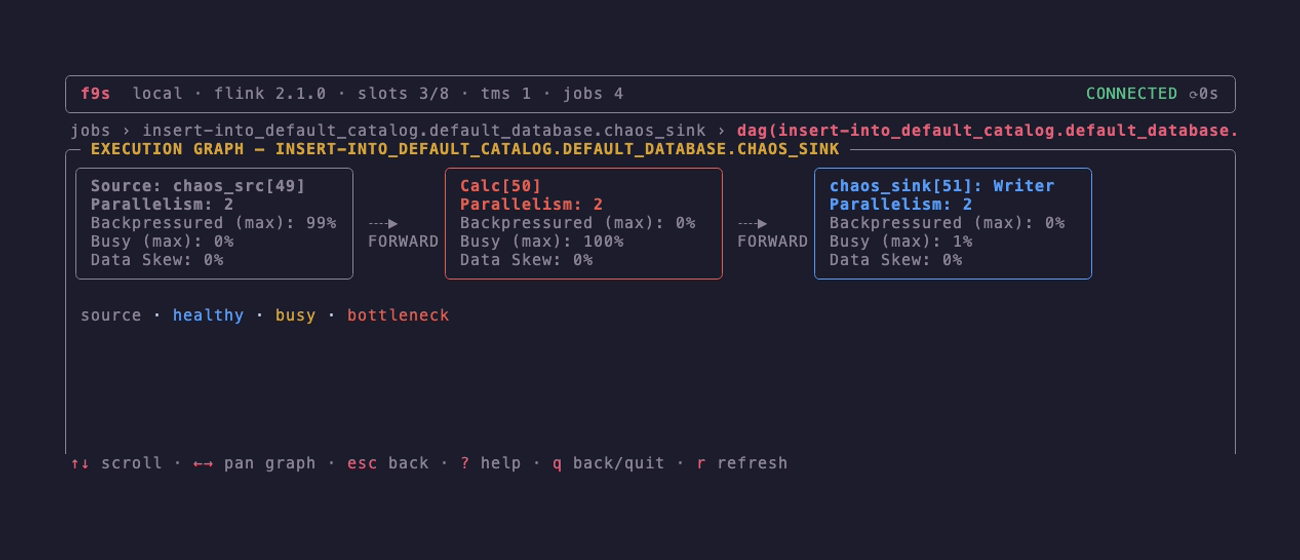 f9s local · flink 2.1.0 · slots 3/8 · tms 1 · jobs 4 CONNECTED ⟳0s
jobs › insert-into_default_catalog.default_database.chaos_sink › dag(insert-into_default_catalog.default_database.
EXECUTION GRAPH — INSERT-INTO_DEFAULT_CATALOG.DEFAULT_DATABASE.CHAOS_SINK
Source: chaos_src[49]
Parallelism: 2
Backpressured (max): 99%
Busy (max): 0%
Data Skew: 0%
----▶
FORWARD
Calc[50]
Parallelism: 2
Backpressured (max): 0%
Busy (max): 100%
Data Skew: 0%
----▶
FORWARD
chaos_sink[51]: Writer
Parallelism: 2
Backpressured (max): 0%
Busy (max): 1%
Data Skew: 0%
source · healthy · busy · bottleneck
↑↓ scroll · ←→ pan graph · esc back · ? help · q back/quit · r refresh